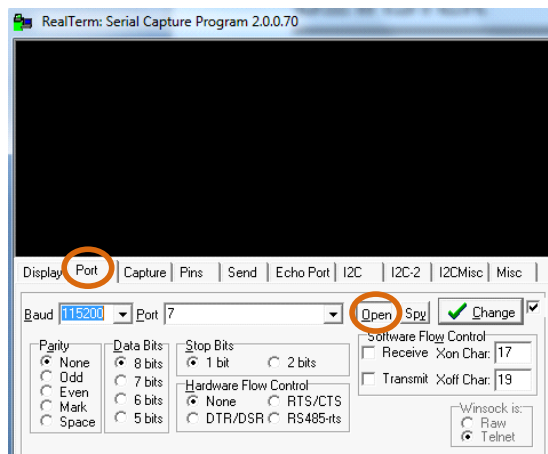 RealTerm: Serial Capture Program 2.0.0.70
Display Port Capture Pins Send Echo Port I2C I2C-2 I2CMisc Misc
Baud 115200 Port 7 Open Spy Change
Parity
None
Odd
Even
Mark
Space
Data Bits
8 bits
7 bits
6 bits
5 bits
Stop Bits
1 bit 2 bits
Hardware Flow Control
None RTS/CTS
DTR/DSR RS485-rts
Software Flow Control
Receive Xon Char: 17
Transmit Xoff Char: 19
Winsock is:
Raw
Telnet